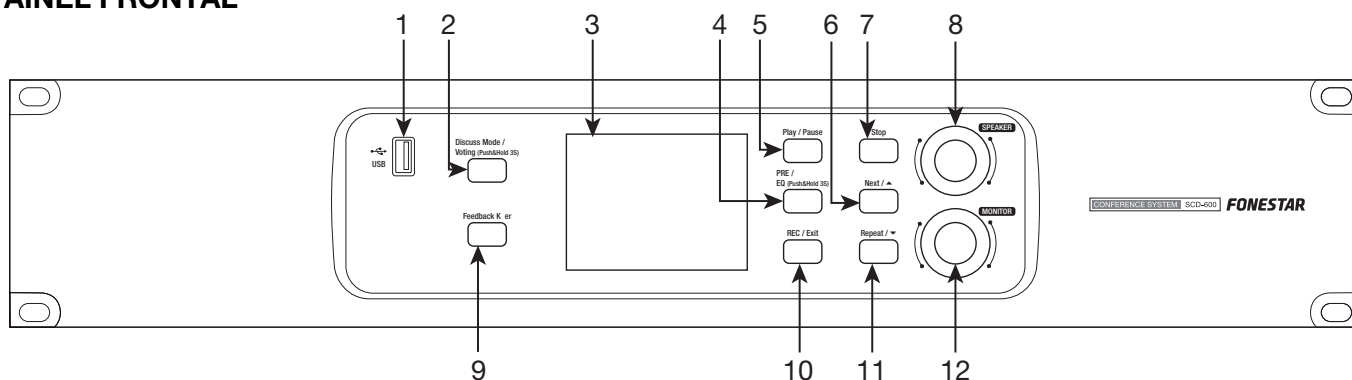 AINEL FRONTAL
1 2 3 4 5 6 7 8
USB
Discuss Mode /
Voting (Push&Hold 3S)
Feedback K er
Play / Pause
PRE /
EQ (Push&Hold 3S)
REC / Exit
Stop
Next / ▲
Repeat / ▼
SPEAKER
MONITOR
CONFERENCE SYSTEM SCD-600 FONESTAR
9 10 11 12